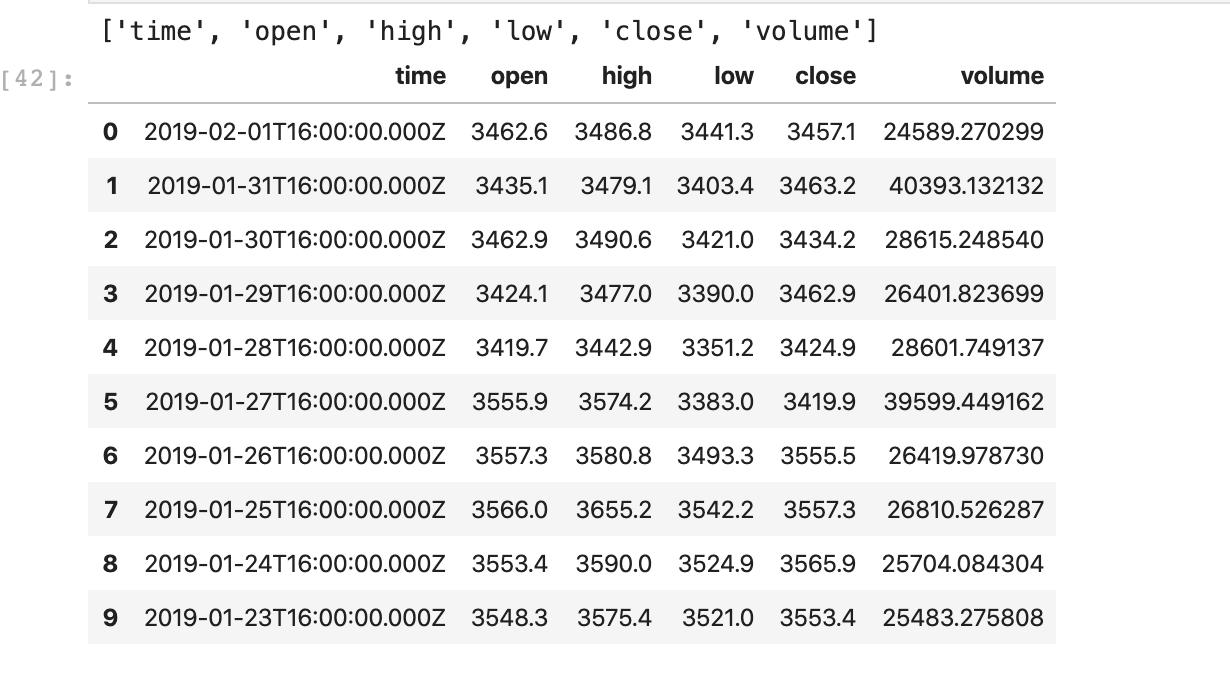 ['time', 'open', 'high', 'low', 'close', 'volume']
[42]: time open high low close volume
0 2019-02-01T16:00:00.000Z 3462.6 3486.8 3441.3 3457.1 24589.270299
1 2019-01-31T16:00:00.000Z 3435.1 3479.1 3403.4 3463.2 40393.132132
2 2019-01-30T16:00:00.000Z 3462.9 3490.6 3421.0 3434.2 28615.248540
3 2019-01-29T16:00:00.000Z 3424.1 3477.0 3390.0 3462.9 26401.823699
4 2019-01-28T16:00:00.000Z 3419.7 3442.9 3351.2 3424.9 28601.749137
5 2019-01-27T16:00:00.000Z 3555.9 3574.2 3383.0 3419.9 39599.449162
6 2019-01-26T16:00:00.000Z 3557.3 3580.8 3493.3 3555.5 26419.978730
7 2019-01-25T16:00:00.000Z 3566.0 3655.2 3542.2 3557.3 26810.526287
8 2019-01-24T16:00:00.000Z 3553.4 3590.0 3524.9 3565.9 25704.084304
9 2019-01-23T16:00:00.000Z 3548.3 3575.4 3521.0 3553.4 25483.275808